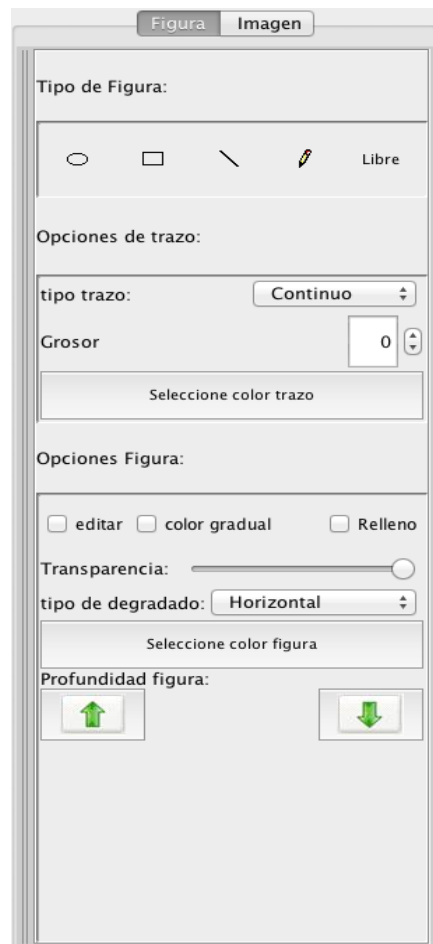 Figura Imagen
Tipo de Figura:
Libre
Opciones de trazo:
tipo trazo: Continuo
Grosor 0
Seleccione color trazo
Opciones Figura:
editar color gradual Relleno
Transparencia:
tipo de degradado: Horizontal
Seleccione color figura
Profundidad figura: